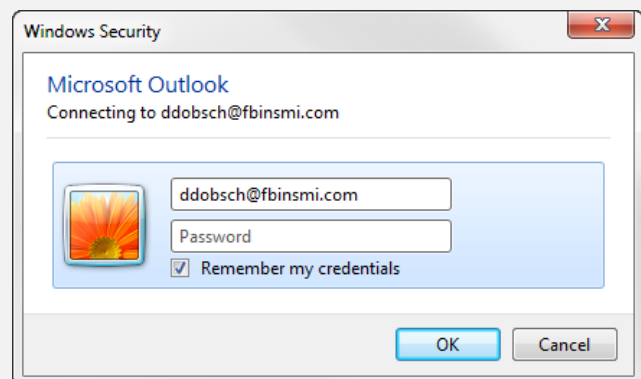 Windows Security
Microsoft Outlook
Connecting to ddobsch@fbinsmi.com
ddobsch@fbinsmi.com
Password
Remember my credentials
OK
Cancel